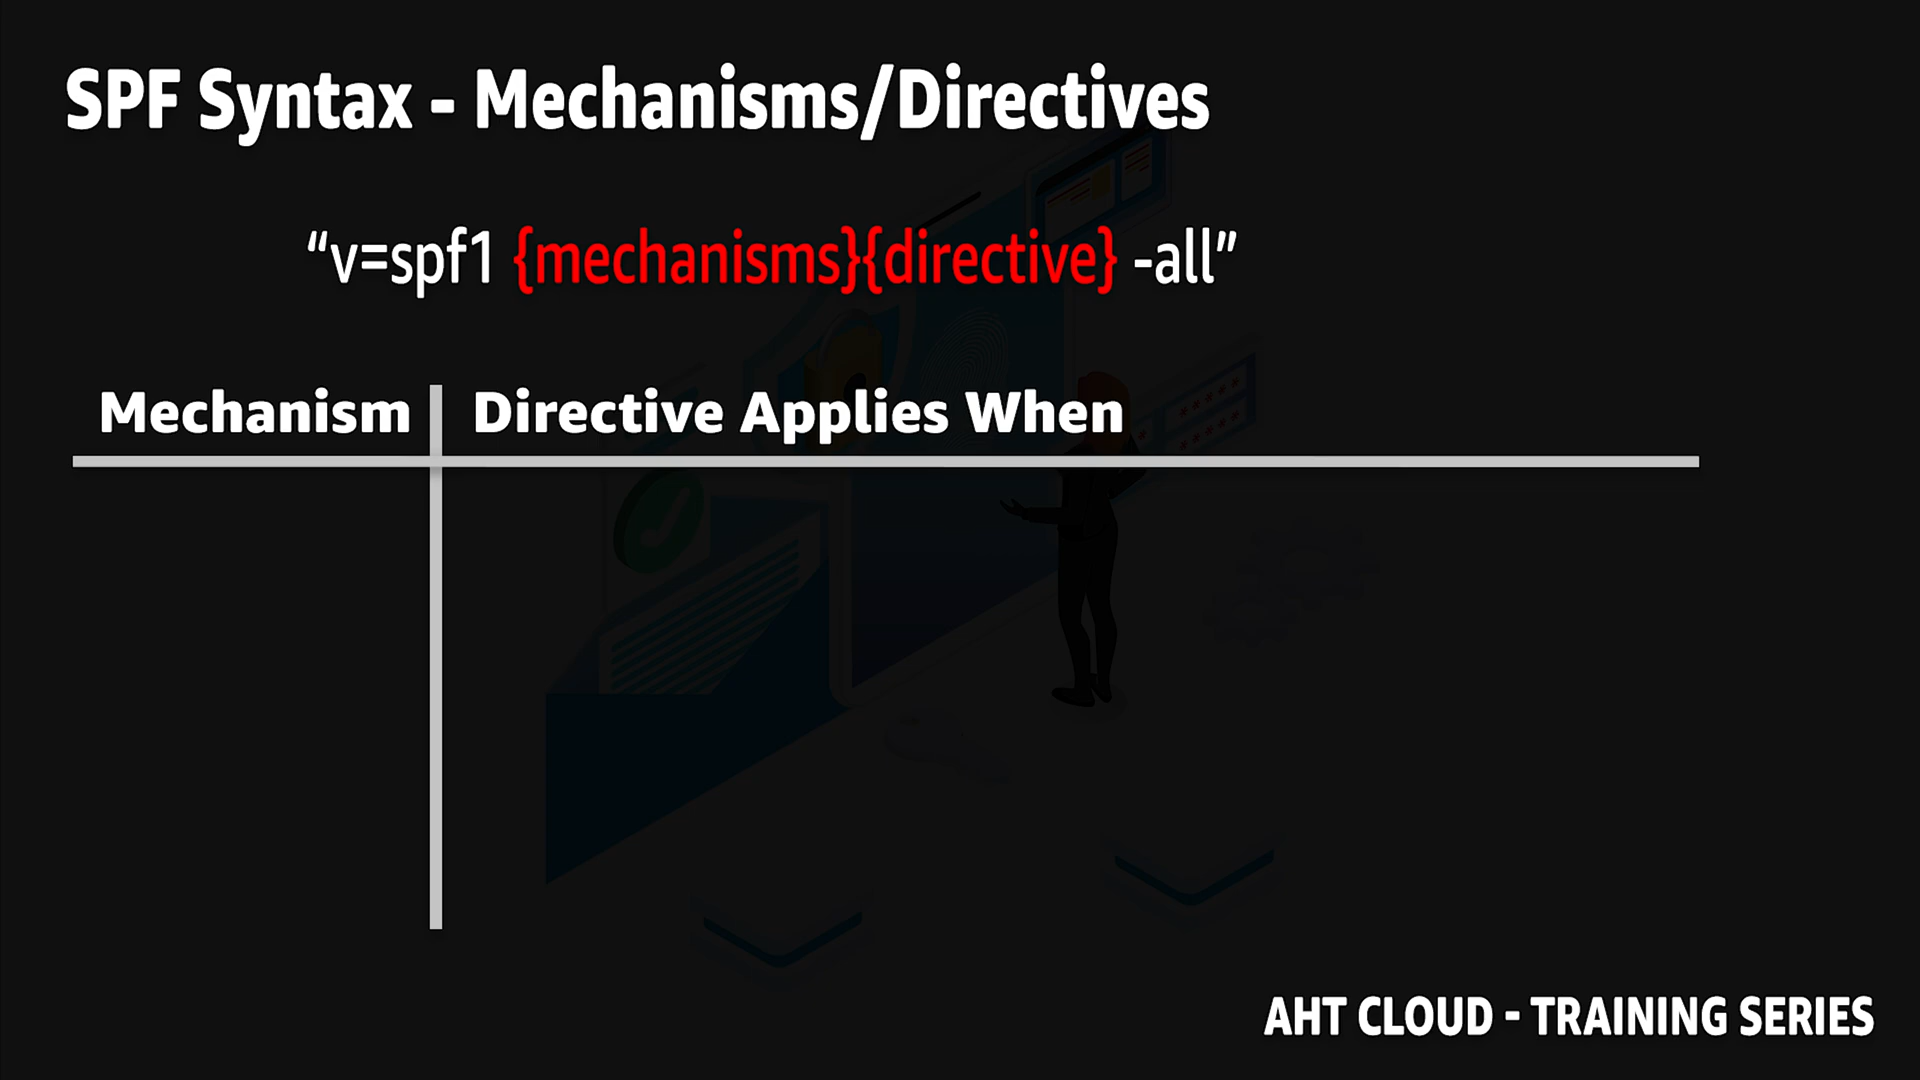 SPF Syntax - Mechanisms/Directives
“v=spf1 {mechanisms}{directive} -all”
Mechanism
Directive Applies When
AHT CLOUD - TRAINING SERIES